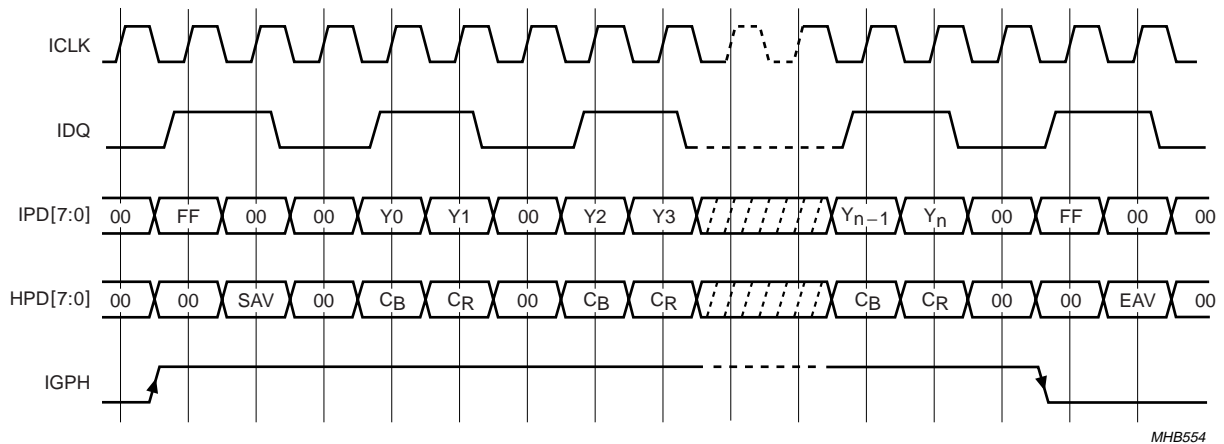 ICLK
IDQ
IPD[7:0] 00 FF 00 00 Y0 Y1 00 Y2 Y3 Yn−1 Yn 00 FF 00 00
HPD[7:0] 00 00 SAV 00 CB CR 00 CB CR CB CR 00 00 EAV 00
IGPH
MHB554